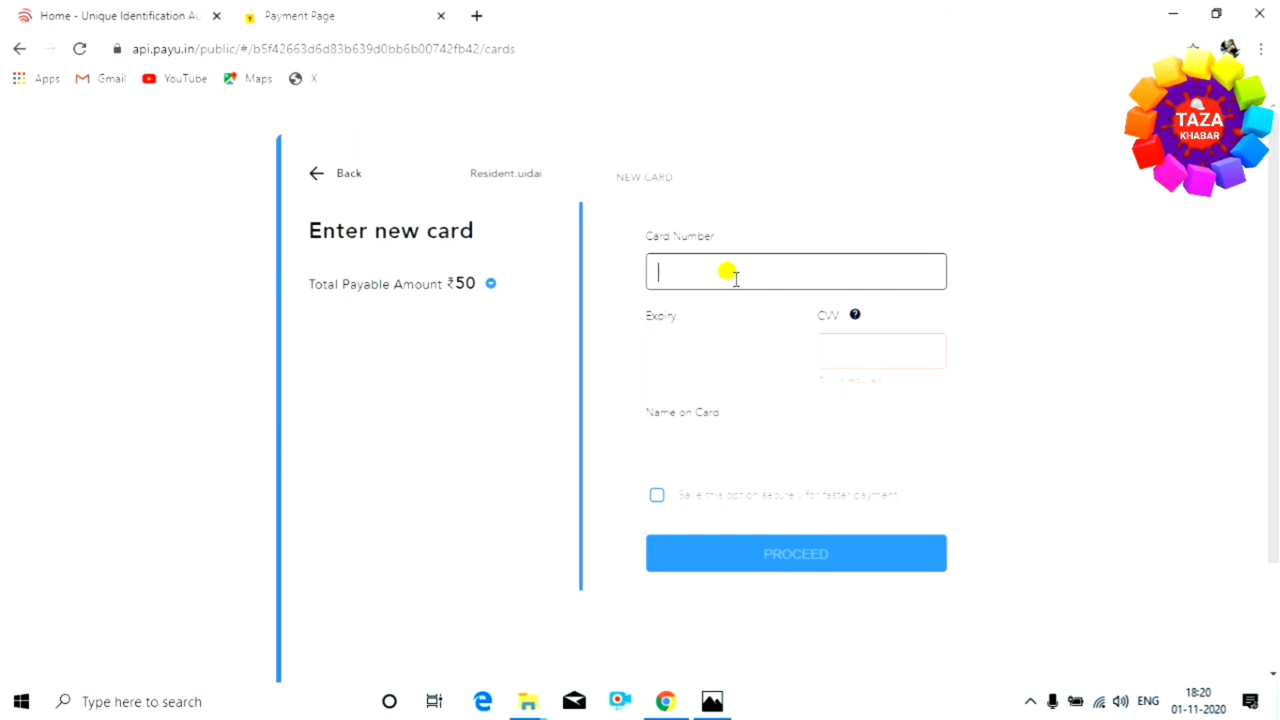 Home - Unique Identification Au
Payment Page
api.payu.in/public/#/b5f42663d6d83b639d0bb6b00742fb42/cards
Apps
Gmail
YouTube
Maps
X
TAZA
KHABAR
Back
Resident.uidai
NEW CARD
Enter new card
Card Number
Total Payable Amount ₹50
Expiry
CVV
Name on Card
Save this option securely for faster payment
PROCEED
Type here to search
ENG
18:20
01-11-2020